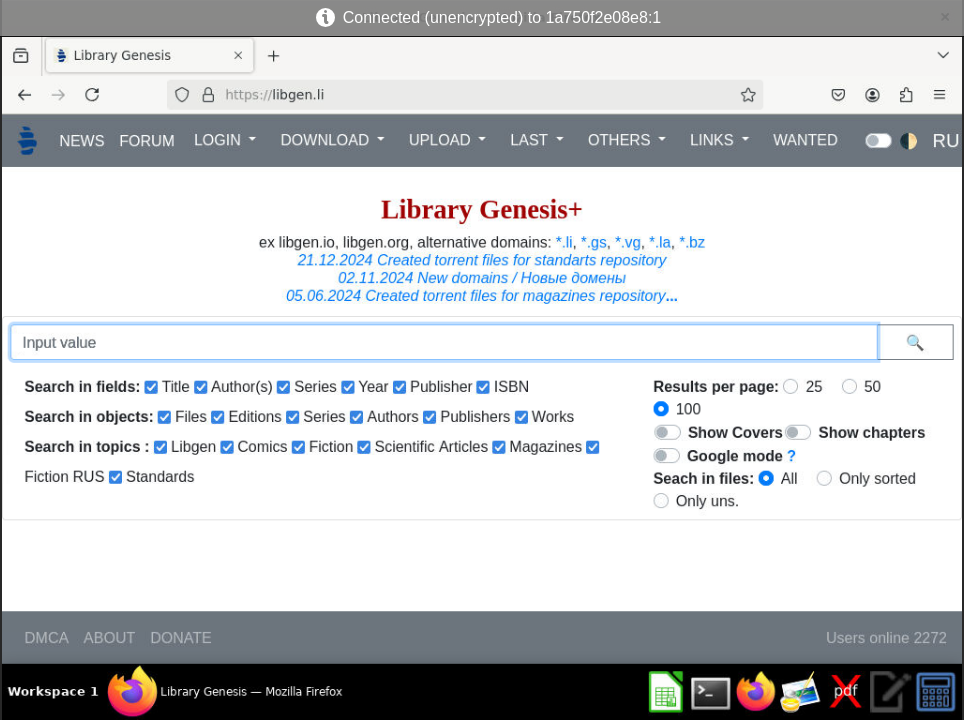 Connected (unencrypted) to 1a750f2e08e8:1
Library Genesis
https://libgen.li
NEWS FORUM LOGIN DOWNLOAD UPLOAD LAST OTHERS LINKS WANTED RU
Library Genesis+
ex libgen.io, libgen.org, alternative domains: *.li, *.gs, *.vg, *.la, *.bz
21.12.2024 Created torrent files for standarts repository
02.11.2024 New domains / Новые домены
05.06.2024 Created torrent files for magazines repository...
Input value
Search in fields: Title Author(s) Series Year Publisher ISBN
Search in objects: Files Editions Series Authors Publishers Works
Search in topics : Libgen Comics Fiction Scientific Articles Magazines
Fiction RUS Standards
Results per page: 25 50
100
Show Covers Show chapters
Google mode ?
Seach in files: All Only sorted
Only uns.
DMCA ABOUT DONATE Users online 2272
Workspace 1 Library Genesis — Mozilla Firefox pdf